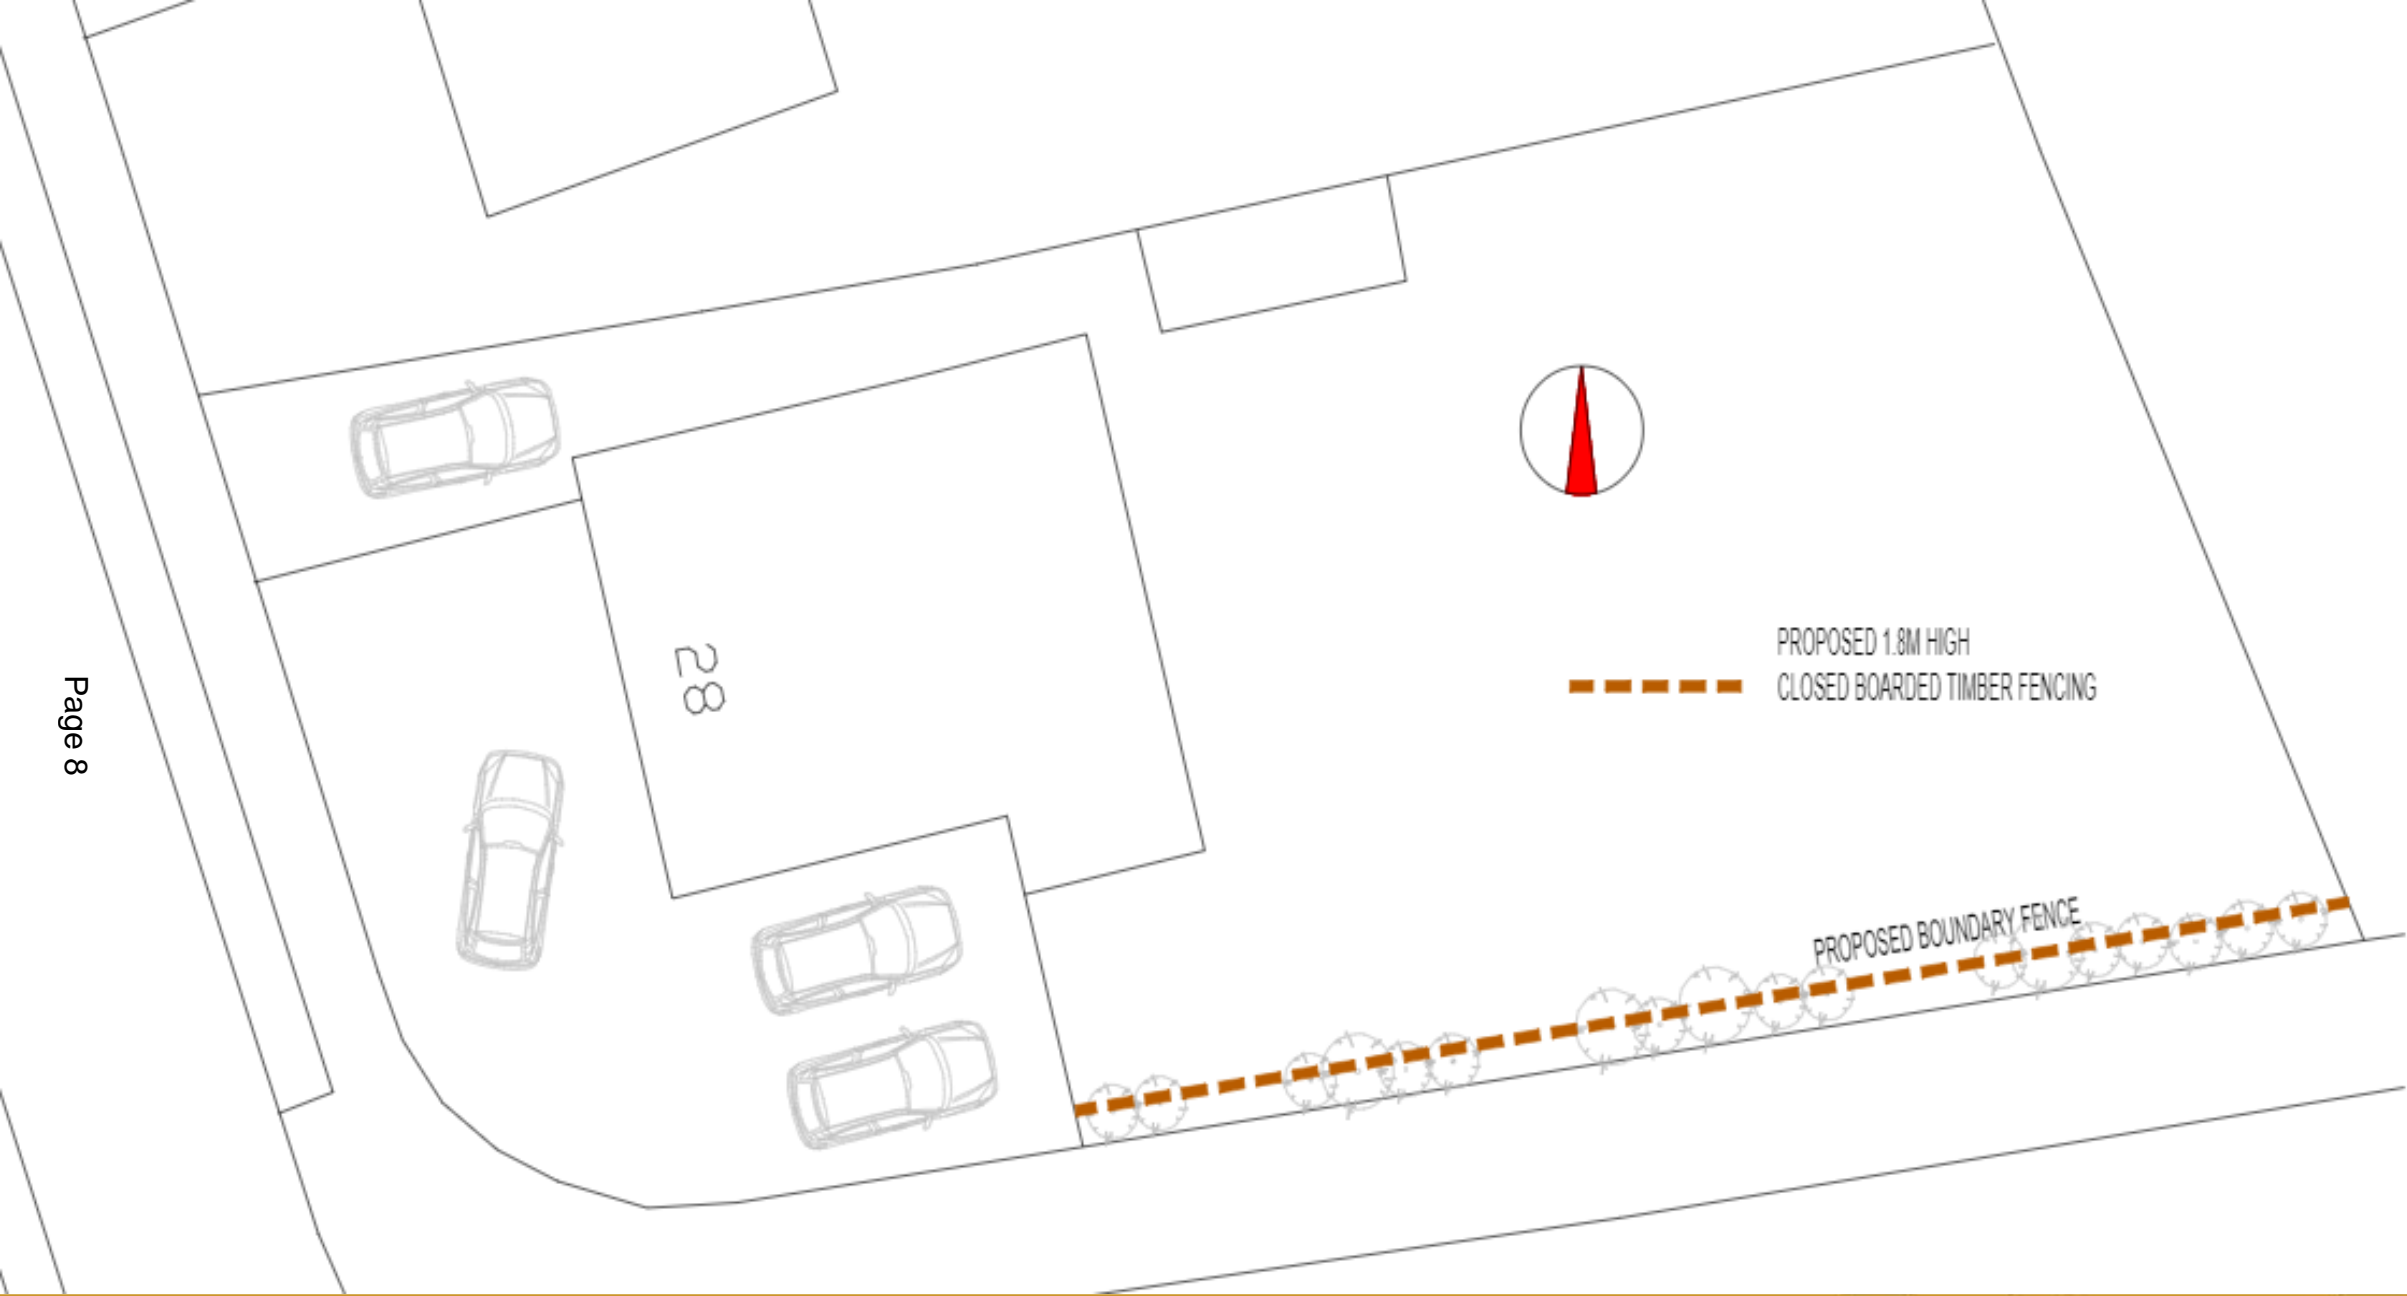 28
PROPOSED 1.8M HIGH
CLOSED BOARDED TIMBER FENCING
Page 8
PROPOSED BOUNDARY FENCE